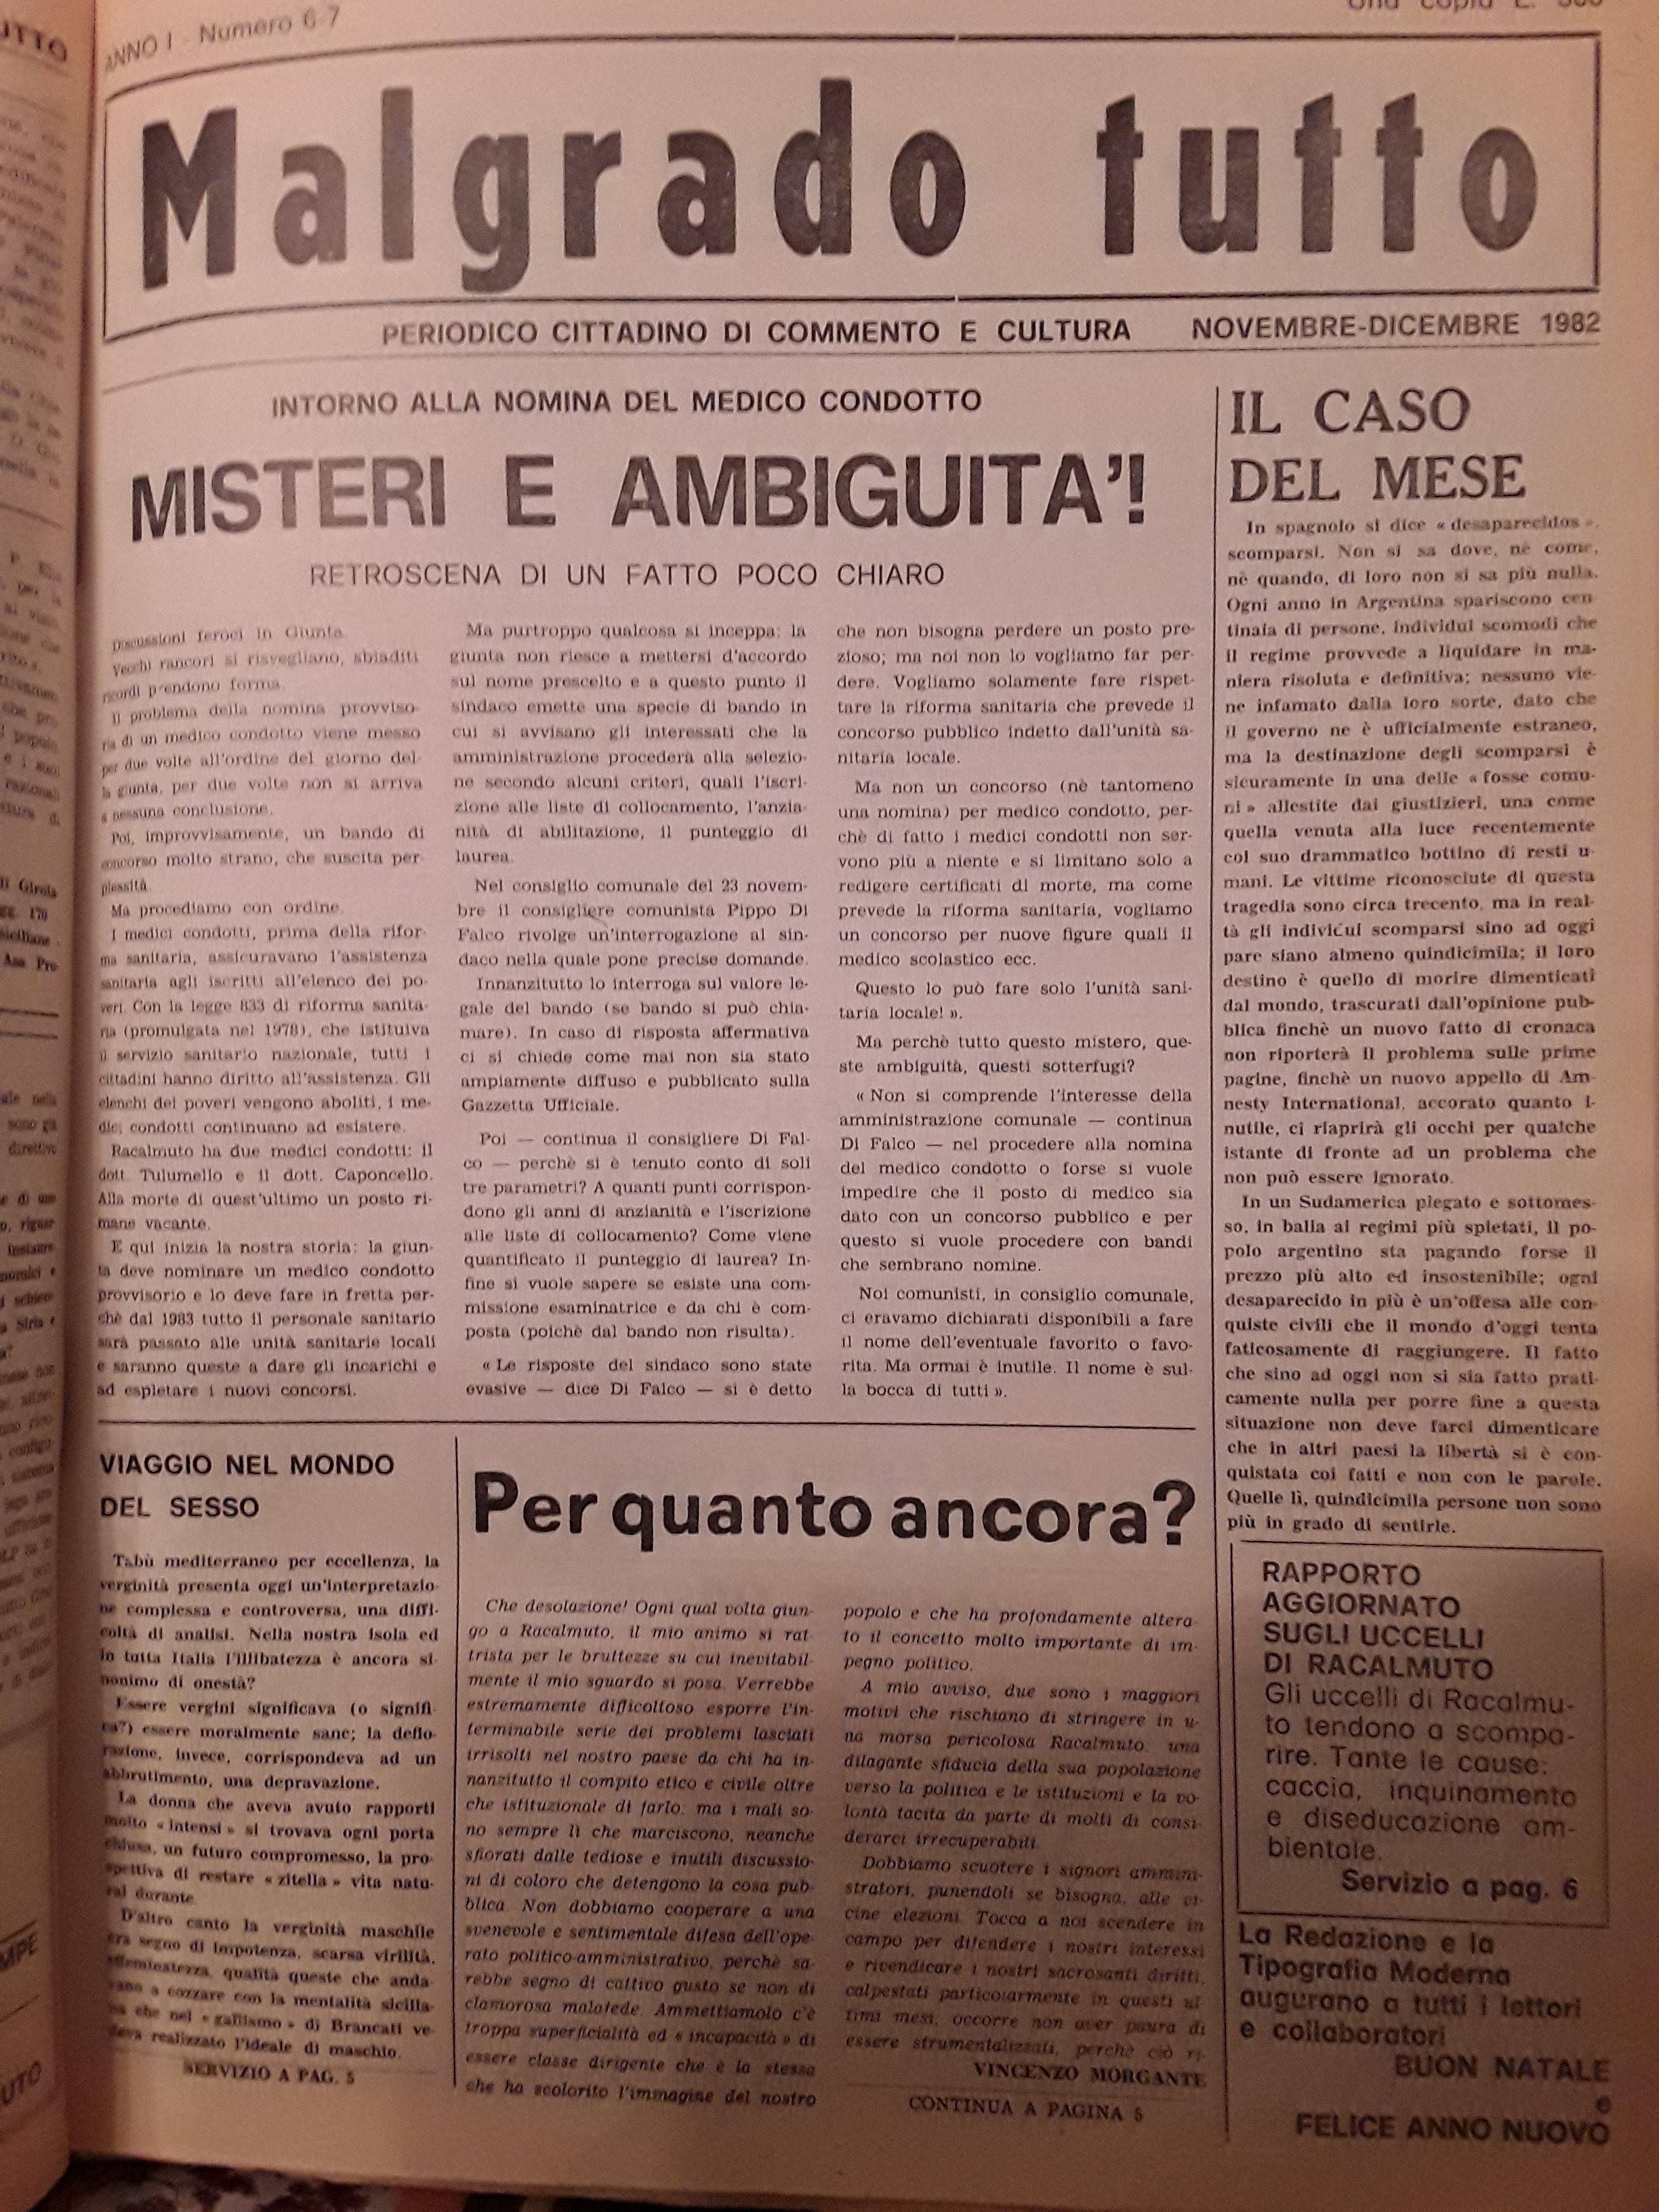 ANNO I - Numero 6-7
Una copia L. 500
Malgrado tutto
PERIODICO CITTADINO DI COMMENTO E CULTURA NOVEMBRE-DICEMBRE 1982
INTORNO ALLA NOMINA DEL MEDICO CONDOTTO
MISTERI E AMBIGUITA'!
RETROSCENA DI UN FATTO POCO CHIARO
Discussioni feroci in Giunta.
Vecchi rancori si risvegliano, sbiaditi
ricordi prendono forma.
Il problema della nomina provviso-
ria di un medico condotto viene messo
per due volte all'ordine del giorno del-
la giunta, per due volte non si arriva
a nessuna conclusione.
Poi, improvvisamente, un bando di
concorso molto strano, che suscita per-
plessità.
Ma procediamo con ordine.
I medici condotti, prima della rifor-
ma sanitaria, assicuravano l'assistenza
sanitaria agli iscritti all'elenco dei po-
veri. Con la legge 833 di riforma sanita-
ria (promulgata nel 1978), che istituiva
il servizio sanitario nazionale, tutti i
cittadini hanno diritto all'assistenza. Gli
elenchi dei poveri vengono aboliti, i me-
dici condotti continuano ad esistere.
Racalmuto ha due medici condotti: il
dott. Tulumello e il dott. Caponcello.
Alla morte di quest'ultimo un posto ri-
mane vacante.
E qui inizia la nostra storia: la giun-
ta deve nominare un medico condotto
provvisorio e lo deve fare in fretta per-
chè dal 1983 tutto il personale sanitario
sarà passato alle unità sanitarie locali
e saranno queste a dare gli incarichi e
ad espletare i nuovi concorsi.
Ma purtroppo qualcosa si inceppa: la
giunta non riesce a mettersi d'accordo
sul nome prescelto e a questo punto il
sindaco emette una specie di bando in
cui si avvisano gli interessati che la
amministrazione procederà alla selezio-
ne secondo alcuni criteri, quali l'iscri-
zione alle liste di collocamento, l'anzia-
nità di abilitazione, il punteggio di
laurea.
Nel consiglio comunale del 23 novem-
bre il consigliere comunista Pippo Di
Falco rivolge un'interrogazione al sin-
daco nella quale pone precise domande.
Innanzitutto lo interroga sul valore le-
gale del bando (se bando si può chia-
mare). In caso di risposta affermativa
ci si chiede come mai non sia stato
ampiamente diffuso e pubblicato sulla
Gazzetta Ufficiale.
Poi — continua il consigliere Di Fal-
co — perchè si è tenuto conto di soli
tre parametri? A quanti punti corrispon-
dono gli anni di anzianità e l'iscrizione
alle liste di collocamento? Come viene
quantificato il punteggio di laurea? In-
fine si vuole sapere se esiste una com-
missione esaminatrice e da chi è com-
posta (poichè dal bando non risulta).
« Le risposte del sindaco sono state
evasive — dice Di Falco — si è detto
che non bisogna perdere un posto pre-
zioso; ma noi non lo vogliamo far per-
dere. Vogliamo solamente fare rispet-
tare la riforma sanitaria che prevede il
concorso pubblico indetto dall'unità sa-
nitaria locale.
Ma non un concorso (nè tantomeno
una nomina) per medico condotto, per-
chè di fatto i medici condotti non ser-
vono più a niente e si limitano solo a
redigere certificati di morte, ma come
prevede la riforma sanitaria, vogliamo
un concorso per nuove figure quali il
medico scolastico ecc.
Questo lo può fare solo l'unità sani-
taria locale! ».
Ma perchè tutto questo mistero, que-
ste ambiguità, questi sotterfugi?
« Non si comprende l'interesse della
amministrazione comunale — continua
Di Falco — nel procedere alla nomina
del medico condotto o forse si vuole
impedire che il posto di medico sia
dato con un concorso pubblico e per
questo si vuole procedere con bandi
che sembrano nomine.
Noi comunisti, in consiglio comunale,
ci eravamo dichiarati disponibili a fare
il nome dell'eventuale favorito o favo-
rita. Ma ormai è inutile. Il nome è sul-
la bocca di tutti ».
IL CASO
DEL MESE
In spagnolo si dice « desaparecidos »,
scomparsi. Non si sa dove, nè come,
nè quando, di loro non si sa più nulla.
Ogni anno in Argentina spariscono cen-
tinaia di persone, individui scomodi che
il regime provvede a liquidare in ma-
niera risoluta e definitiva; nessuno vie-
ne infamato dalla loro sorte, dato che
il governo ne è ufficialmente estraneo,
ma la destinazione degli scomparsi è
sicuramente in una delle « fosse comu-
ni » allestite dai giustizieri, una come
quella venuta alla luce recentemente
col suo drammatico bottino di resti u-
mani. Le vittime riconosciute di questa
tragedia sono circa trecento, ma in real-
tà gli individui scomparsi sino ad oggi
pare siano almeno quindicimila; il loro
destino è quello di morire dimenticati
dal mondo, trascurati dall'opinione pub-
blica finchè un nuovo fatto di cronaca
non riporterà il problema sulle prime
pagine, finchè un nuovo appello di Am-
nesty International, accorato quanto i-
nutile, ci riaprirà gli occhi per qualche
istante di fronte ad un problema che
non può essere ignorato.
In un Sudamerica piegato e sottomes-
so, in balia ai regimi più spietati, il po-
polo argentino sta pagando forse il
prezzo più alto ed insostenibile; ogni
desaparecido in più è un'offesa alle con-
quiste civili che il mondo d'oggi tenta
faticosamente di raggiungere. Il fatto
che sino ad oggi non si sia fatto prati-
camente nulla per porre fine a questa
situazione non deve farci dimenticare
che in altri paesi la libertà si è con-
quistata coi fatti e non con le parole.
Quelle lì, quindicimila persone non sono
più in grado di sentirle.
VIAGGIO NEL MONDO
DEL SESSO
Tabù mediterraneo per eccellenza, la
verginità presenta oggi un'interpretazio-
ne complessa e controversa, una diffi-
coltà di analisi. Nella nostra isola ed
in tutta Italia l'illibatezza è ancora si-
nonimo di onestà?
Essere vergini significava (o signifi-
ca?) essere moralmente sane; la deflo-
razione, invece, corrispondeva ad un
abbrutimento, una depravazione.
La donna che aveva avuto rapporti
molto « intensi » si trovava ogni porta
chiusa, un futuro compromesso, la pro-
spettiva di restare « zitella » vita natu-
ral durante.
D'altro canto la verginità maschile
era segno di impotenza, scarsa virilità,
effeminatezza, qualità queste che anda-
vano a cozzare con la mentalità sicilia-
na che nel « gallismo » di Brancati ve-
deva realizzato l'ideale di maschio.
SERVIZIO A PAG. 5
Per quanto ancora?
Che desolazione! Ogni qual volta giun-
go a Racalmuto, il mio animo si rat-
trista per le bruttezze su cui inevitabil-
mente il mio sguardo si posa. Verrebbe
estremamente difficoltoso esporre l'in-
terminabile serie dei problemi lasciati
irrisolti nel nostro paese da chi ha in-
nanzitutto il compito etico e civile oltre
che istituzionale di farlo, ma i mali so-
no sempre lì che marciscono, neanche
sfiorati dalle tediose e inutili discussio-
ni di coloro che detengono la cosa pub-
blica. Non dobbiamo cooperare a una
svenevole e sentimentale difesa dell'ope-
rato politico-amministrativo, perchè sa-
rebbe segno di cattivo gusto se non di
clamorosa malafede. Ammettiamolo c'è
troppa superficialità ed « incapacità » di
essere classe dirigente che è la stessa
che ha scolorito l'immagine del nostro
popolo e che ha profondamente altera-
to il concetto molto importante di im-
pegno politico.
A mio avviso, due sono i maggiori
motivi che rischiano di stringere in u-
na morsa pericolosa Racalmuto: una
dilagante sfiducia della sua popolazione
verso la politica e le istituzioni e la vo-
lontà tacita da parte di molti di consi-
derarci irrecuperabili.
Dobbiamo scuotere i signori ammini-
stratori, punendoli se bisogna, alle vi-
cine elezioni. Tocca a noi scendere in
campo per difendere i nostri interessi
e rivendicare i nostri sacrosanti diritti,
calpestati particolarmente in questi ul-
timi mesi; occorre non aver paura di
essere strumentalizzati, perchè ciò ri-
VINCENZO MORGANTE
CONTINUA A PAGINA 5
RAPPORTO
AGGIORNATO
SUGLI UCCELLI
DI RACALMUTO
Gli uccelli di Racalmu-
to tendono a scompa-
rire. Tante le cause:
caccia, inquinamento
e diseducazione am-
bientale.
Servizio a pag. 6
La Redazione e la
Tipografia Moderna
augurano a tutti i lettori
e collaboratori
BUON NATALE
e
FELICE ANNO NUOVO